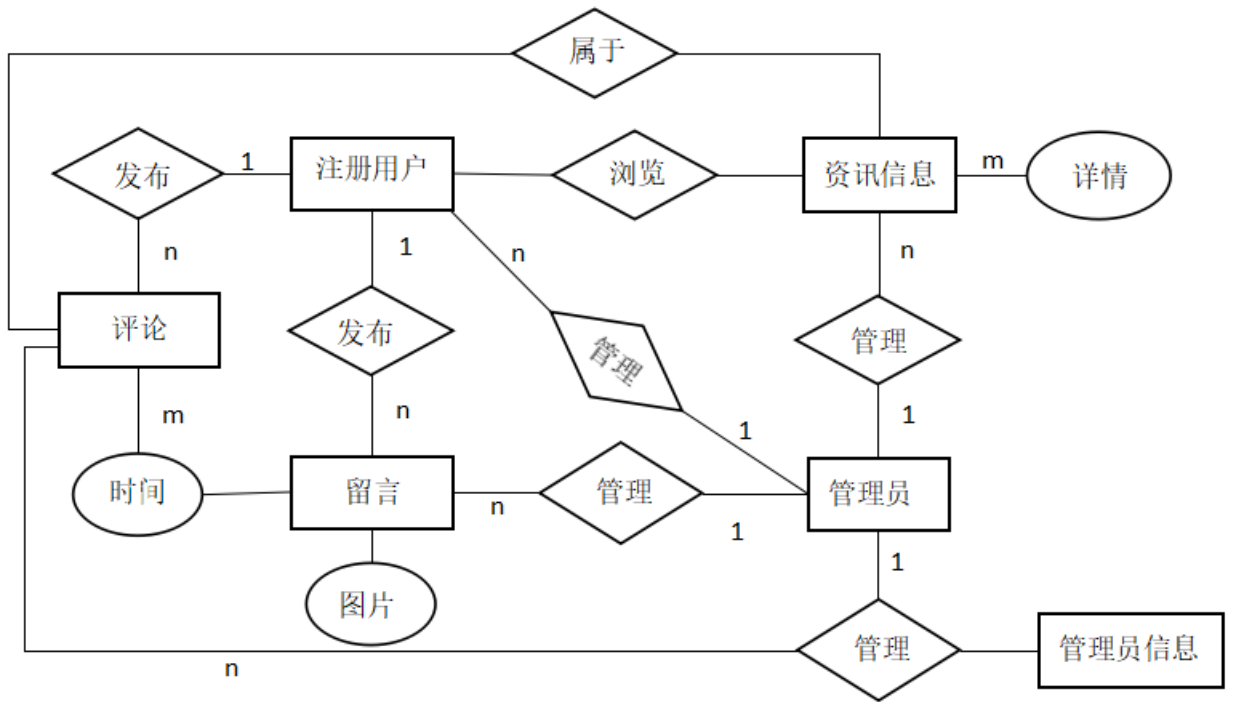 属于
发布
1
注册用户
浏览
资讯信息
m
详情
n
1
n
n
评论
发布
管理
管理
m
n
1
1
时间
留言
n
管理
1
管理员
1
图片
管理
管理员信息
n